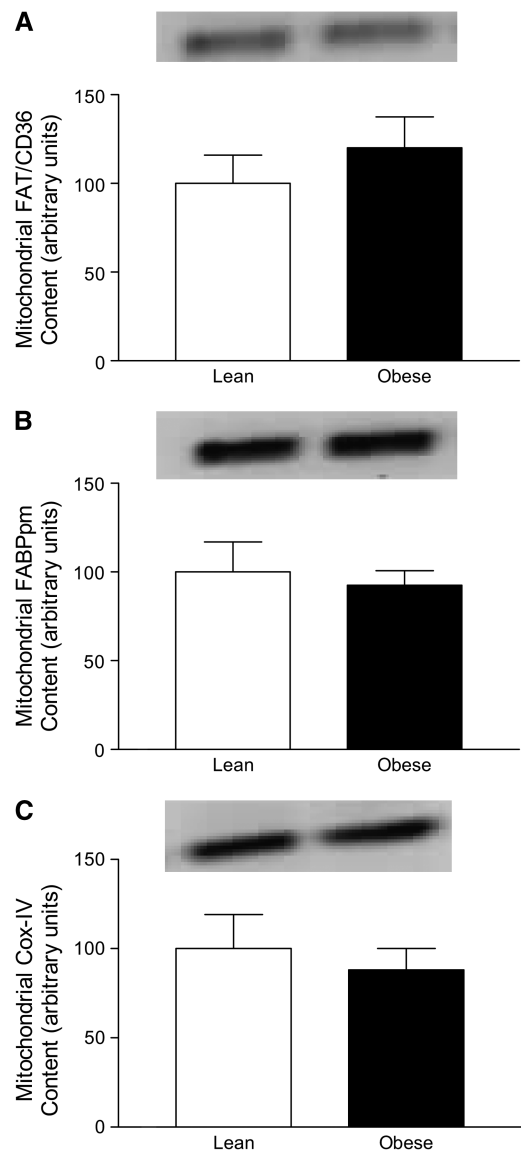 A
Mitochondrial FAT/CD36
Content (arbitrary units)
150
100
50
0
Lean Obese
B
Mitochondrial FABPpm
Content (arbitrary units)
150
100
50
0
Lean Obese
C
Mitochondrial Cox-IV
Content (arbitrary units)
150
100
50
0
Lean Obese